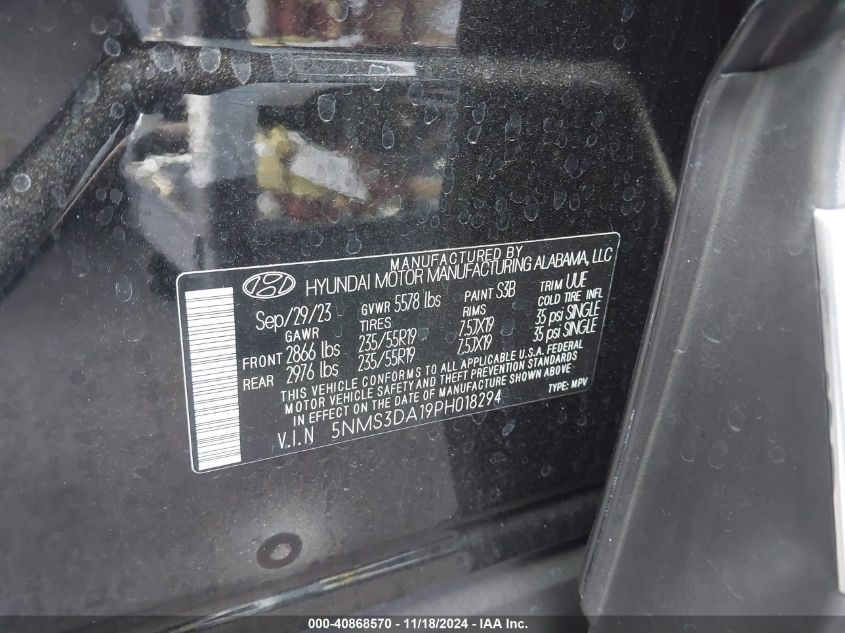 MANUFACTURED BY
HYUNDAI MOTOR MANUFACTURING ALABAMA, LLC
Sep/29/23 GVWR 5578 lbs PAINT S3B TRIM UUE
GAWR TIRES RIMS COLD TIRE INFL
FRONT 2866 lbs 235/55R19 7.5JX19 35 psi SINGLE
REAR 2976 lbs 235/55R19 7.5JX19 35 psi SINGLE
THIS VEHICLE CONFORMS TO ALL APPLICABLE U.S.A. FEDERAL
MOTOR VEHICLE SAFETY AND THEFT PREVENTION STANDARDS
IN EFFECT ON THE DATE OF MANUFACTURE SHOWN ABOVE
V.I.N 5NMS3DA19PH018294 TYPE: MPV
000-40868570 - 11/18/2024 - IAA Inc.